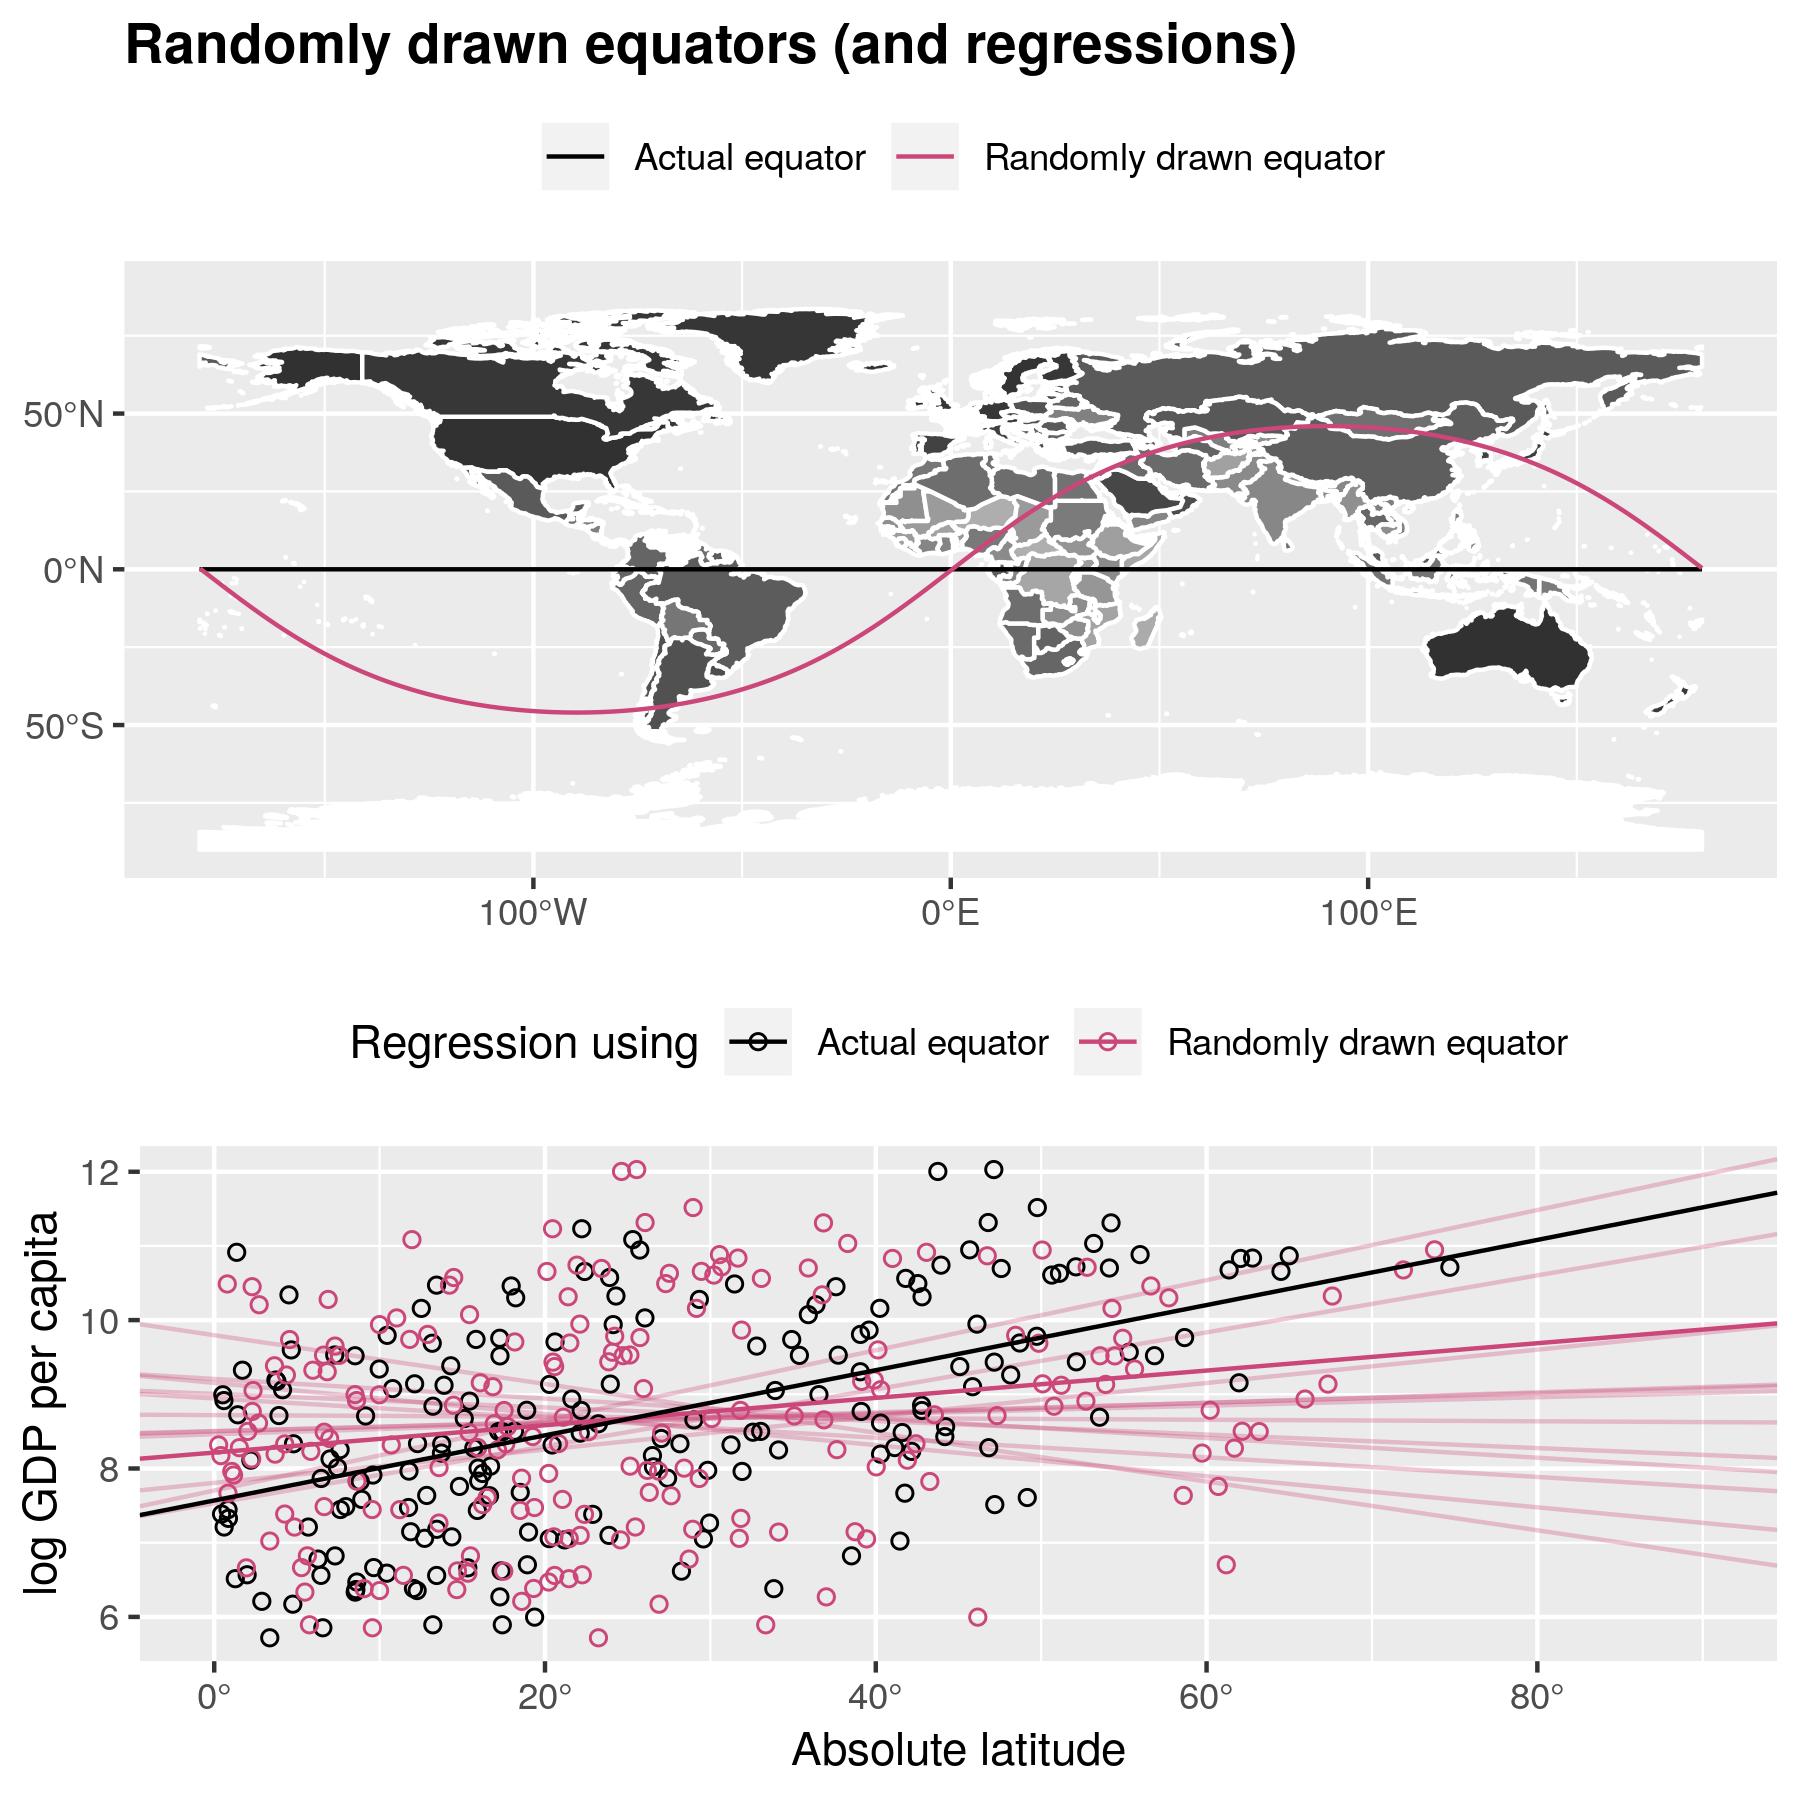 Randomly drawn equators (and regressions)
Actual equator
Randomly drawn equator
50°N
0°N
50°S
100°W
0°E
100°E
Regression using
Actual equator
Randomly drawn equator
log GDP per capita
12
10
8
6
0°
20°
40°
60°
80°
Absolute latitude